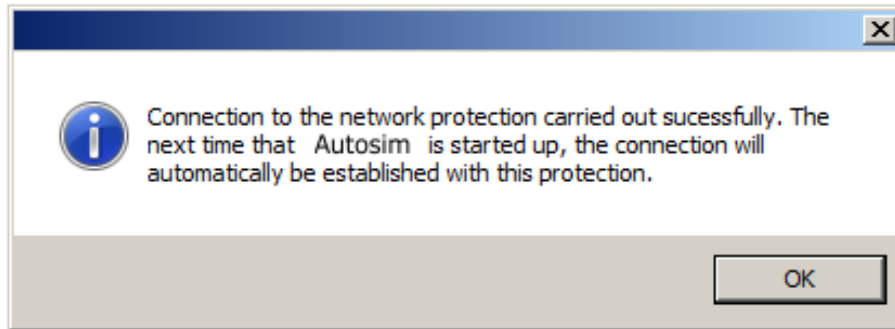 Connection to the network protection carried out sucessfully. The
next time that Autosim is started up, the connection will
automatically be established with this protection.
OK